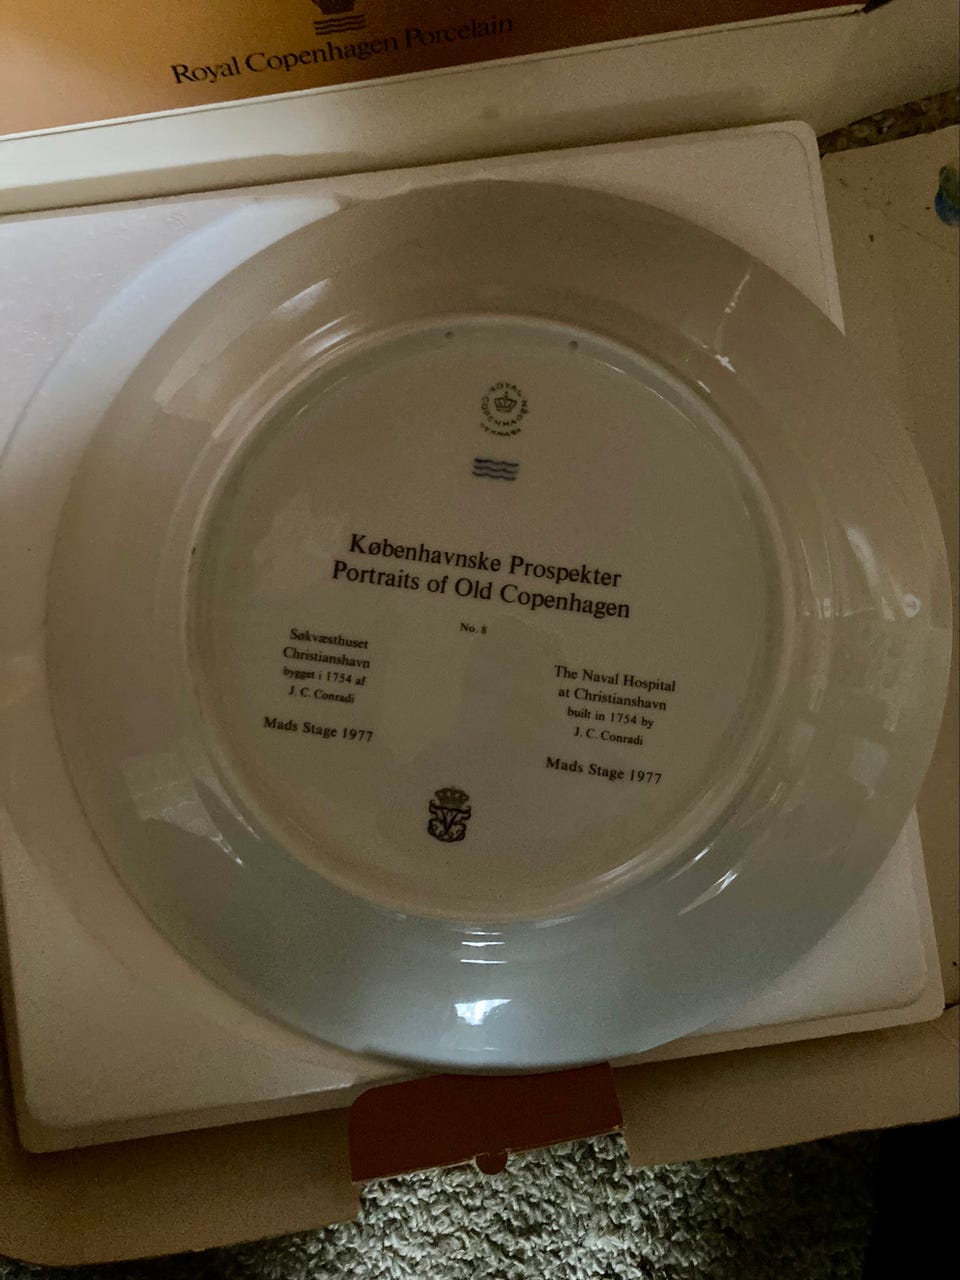 Royal Copenhagen Porcelain
ROYAL
COPENHAGEN
DENMARK
Københavnske Prospekter
Portraits of Old Copenhagen
No. 8
Søkvæsthuset
Christianshavn
bygget i 1754 af
J. C. Conradi
Mads Stage 1977
The Naval Hospital
at Christianshavn
built in 1754 by
J. C. Conradi
Mads Stage 1977